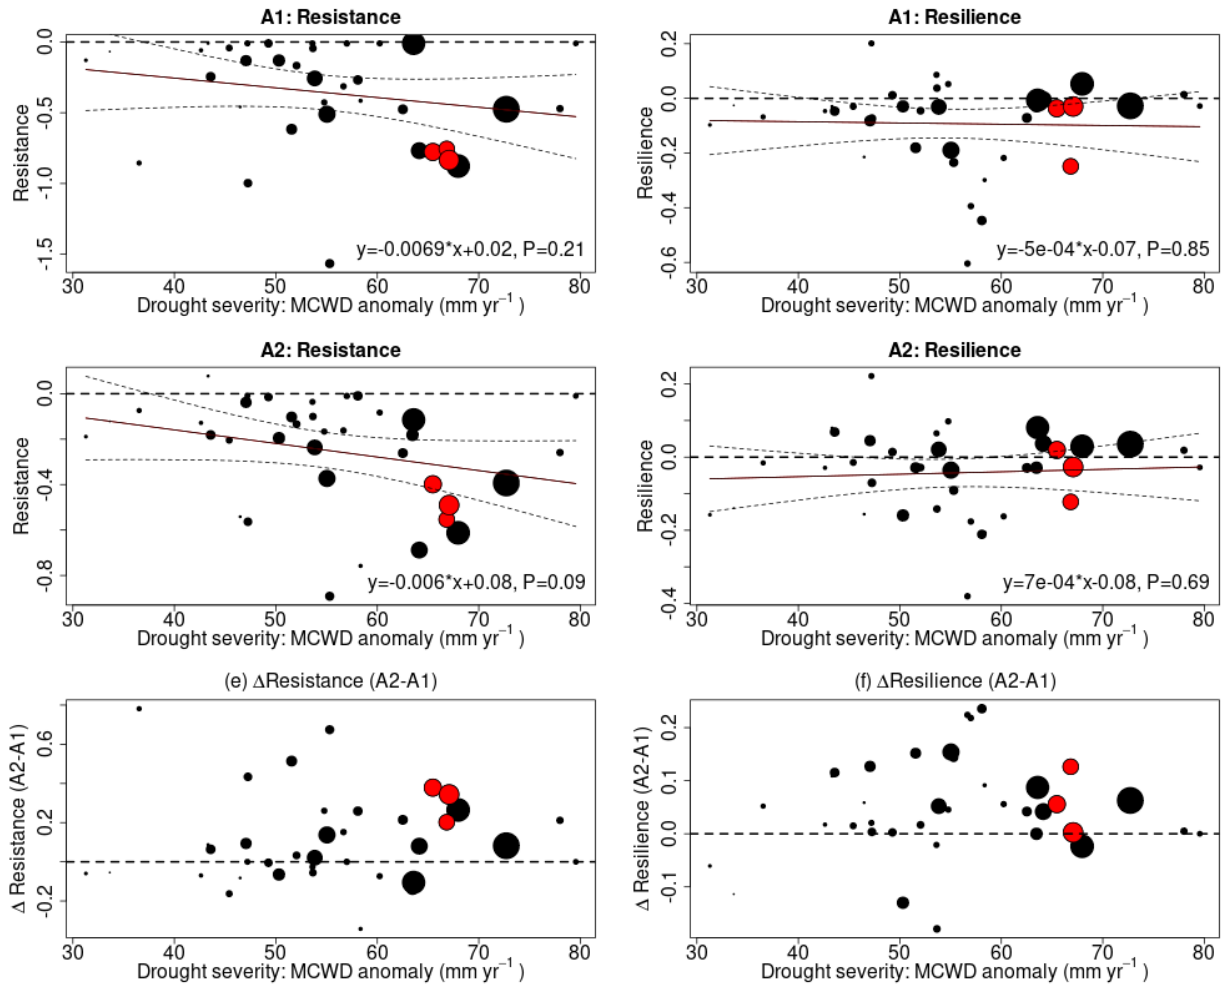 A1: Resistance
A1: Resilience
Resistance
0.0
-0.5
-1.0
-1.5
y=-0.0069*x+0.02, P=0.21
30 40 50 60 70 80
Drought severity: MCWD anomaly (mm yr⁻¹ )
Resilience
0.2
0.0
-0.2
-0.4
-0.6
y=-5e-04*x-0.07, P=0.85
30 40 50 60 70 80
Drought severity: MCWD anomaly (mm yr⁻¹ )
A2: Resistance
A2: Resilience
Resistance
0.0
-0.4
-0.8
y=-0.006*x+0.08, P=0.09
30 40 50 60 70 80
Drought severity: MCWD anomaly (mm yr⁻¹ )
Resilience
0.2
0.0
-0.2
-0.4
y=7e-04*x-0.08, P=0.69
30 40 50 60 70 80
Drought severity: MCWD anomaly (mm yr⁻¹ )
(e) ΔResistance (A2-A1)
(f) ΔResilience (A2-A1)
Δ Resistance (A2-A1)
0.6
0.2
-0.2
30 40 50 60 70 80
Drought severity: MCWD anomaly (mm yr⁻¹ )
Δ Resilience (A2-A1)
0.2
0.1
0.0
-0.1
30 40 50 60 70 80
Drought severity: MCWD anomaly (mm yr⁻¹ )